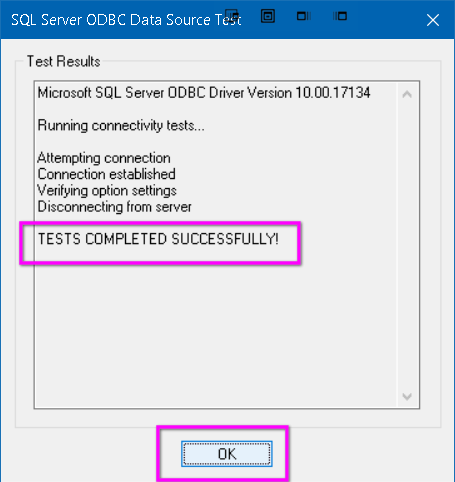 SQL Server ODBC Data Source Test
Test Results
Microsoft SQL Server ODBC Driver Version 10.00.17134
Running connectivity tests...
Attempting connection
Connection established
Verifying option settings
Disconnecting from server
TESTS COMPLETED SUCCESSFULLY!
OK